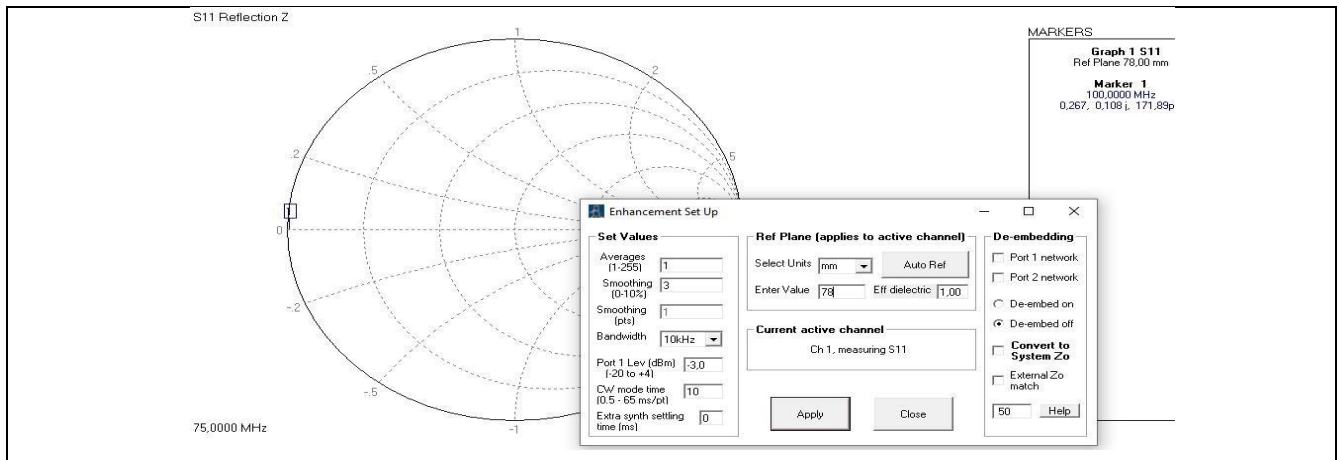 S11 Reflection Z
MARKERS
Graph 1 S11
Ref Plane 78,00 mm
Marker 1
100,0000 MHz
0,267, 0,108 j, 171,89p
1
.5
2
.2
5
1
0
-.2
-.5
-1
75,0000 MHz
Enhancement Set Up
Set Values
Averages
(1-255)
1
Smoothing
(0-10%)
3
Smoothing
(pts)
1
Bandwidth
10kHz
Port 1 Lev (dBm)
(-20 to +4)
-3,0
CW mode time
(0.5 - 65 ms/pt)
10
Extra synth settling
time (ms)
0
Ref Plane (applies to active channel)
Select Units
mm
Auto Ref
Enter Value
78
Eff dielectric
1,00
Current active channel
Ch 1, measuring S11
Apply
Close
De-embedding
Port 1 network
Port 2 network
De-embed on
De-embed off
Convert to
System Zo
External Zo
match
50
Help